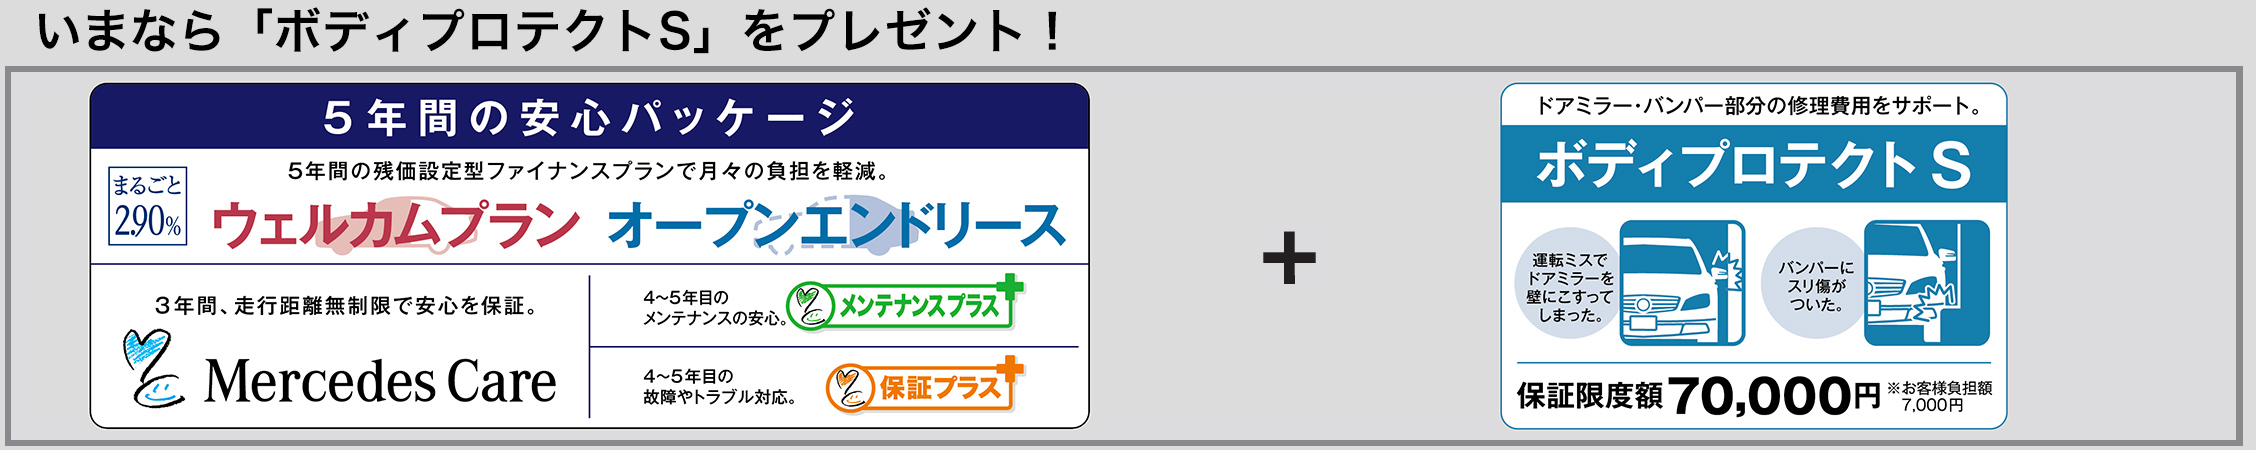 いまなら「ボディプロテクトS」をプレゼント！
5年間の安心パッケージ
5年間の残価設定型ファイナンスプランで月々の負担を軽減。
まるごと
2.90%
ウェルカムプラン
オープンエンドリース
3年間、走行距離無制限で安心を保証。
Mercedes Care
4～5年目の
メンテナンスの安心。
メンテナンスプラス
4～5年目の
故障やトラブル対応。
保証プラス
+
ドアミラー・バンパー部分の修理費用をサポート。
ボディプロテクト S
運転ミスで
ドアミラーを
壁にこすって
しまった。
バンパーに
スリ傷が
ついた。
保証限度額70,000円
※お客様負担額
7,000円